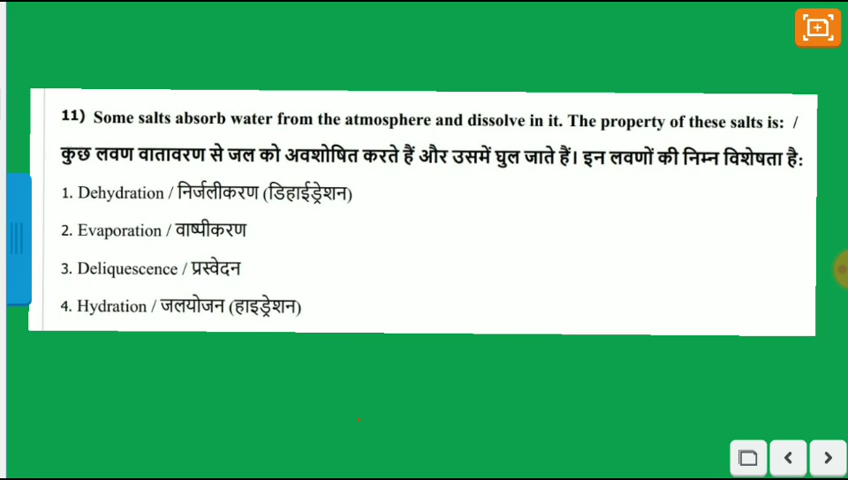 11) Some salts absorb water from the atmosphere and dissolve in it. The property of these salts is: /
कुछ लवण वातावरण से जल को अवशोषित करते हैं और उसमें घुल जाते हैं। इन लवणों की निम्न विशेषता है:
1. Dehydration / निर्जलीकरण (डिहाईड्रेशन)
2. Evaporation / वाष्पीकरण
3. Deliquescence / प्रस्वेदन
4. Hydration / जलयोजन (हाइड्रेशन)